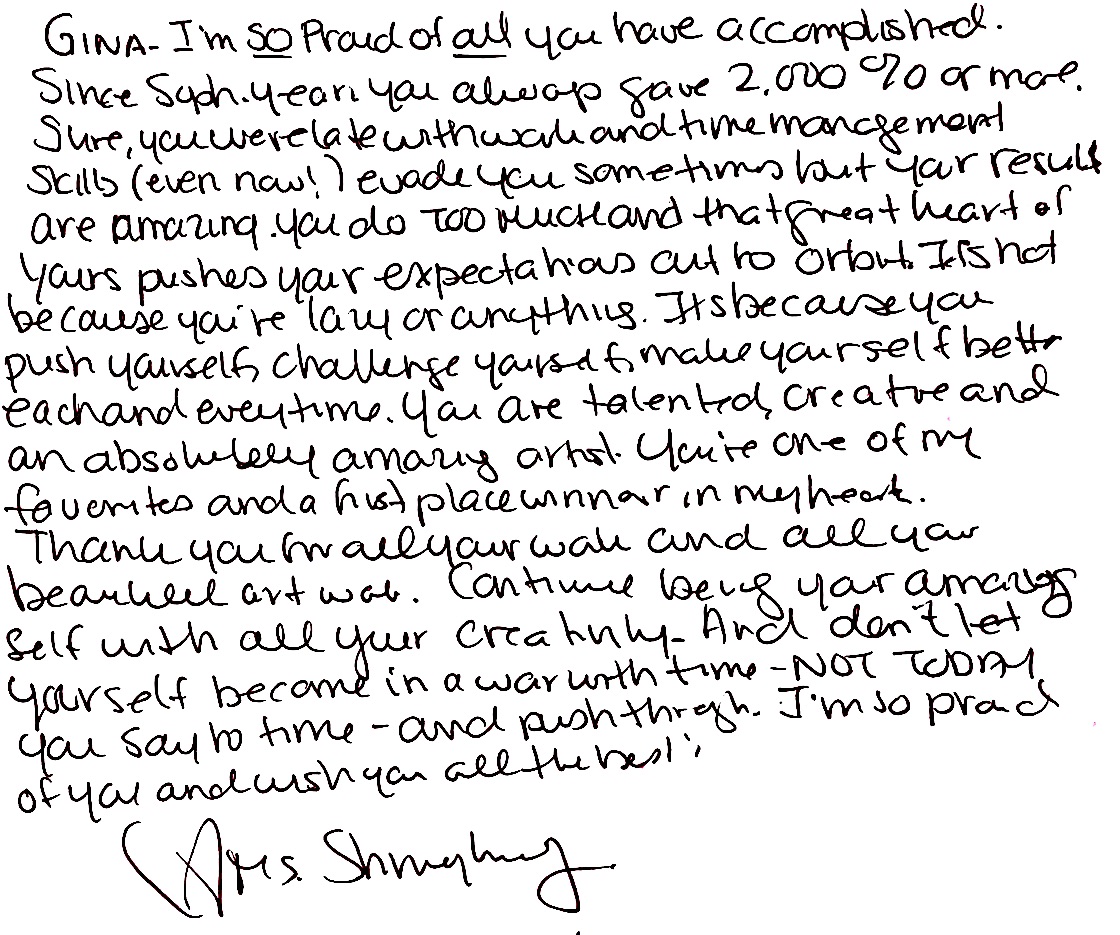 GINA- I'm so Proud of all you have accomplished.
Since Soph. year, you always gave 2,000 % or more.
Sure, you were late with work and time management
skills (even now!) evade you sometimes but your result
are amazing. You do TOO MUCH and that great heart of
yours pushes your expectations out to orbit. It's not
because you're lazy or anything. Its because you
push yourself, challenge yourself, make yourself better
each and every time. You are talented, creative and
an absolutely amazing artist. You're one of my
favorites and a first place winner in my heart.
Thank you for all your work and all your
beautiful art work. Continue being your amazing
self with all your creativity- And don't let
yourself become in a war with time - NOT TODAY
you say to time - and push through. I'm so proud
of you and wish you all the best!
Ms.